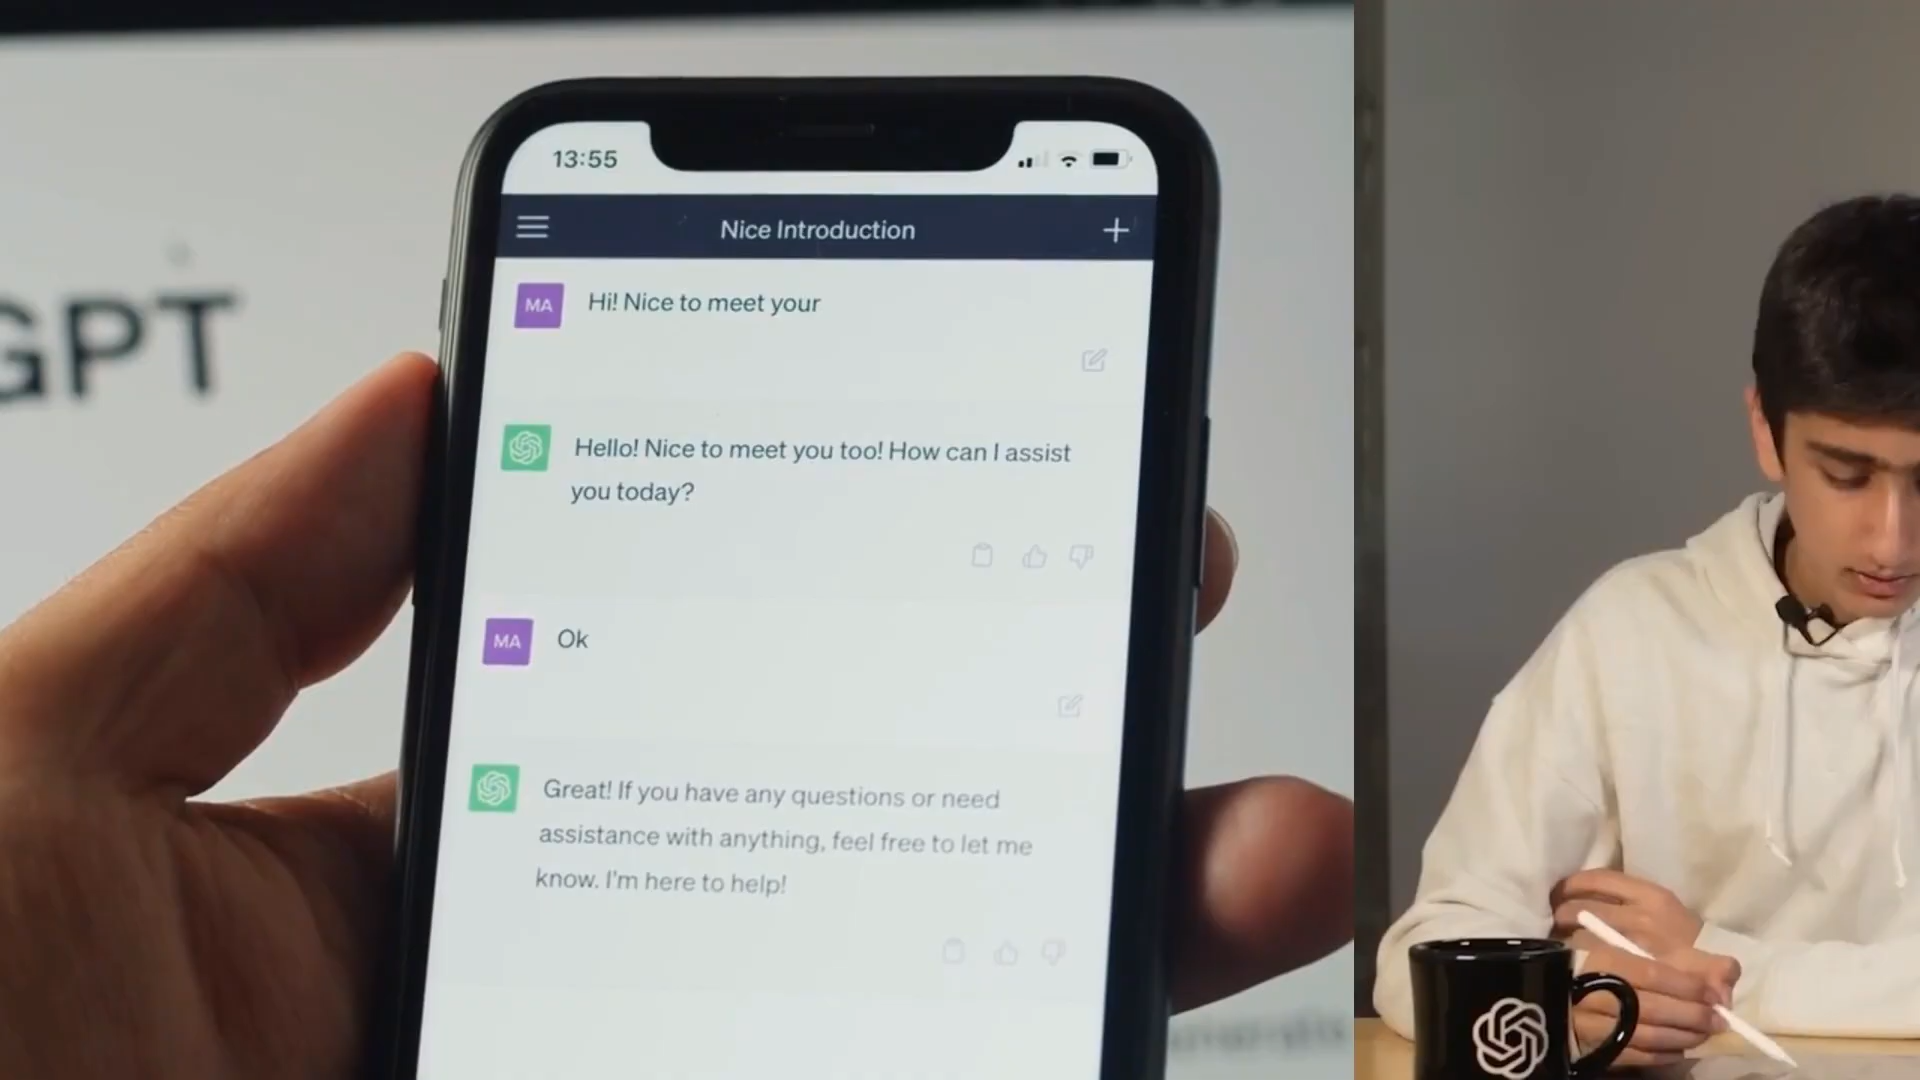 GPT
13:55
Nice Introduction
MA
Hi! Nice to meet your
Hello! Nice to meet you too! How can I assist
you today?
MA
Ok
Great! If you have any questions or need
assistance with anything, feel free to let me
know. I'm here to help!